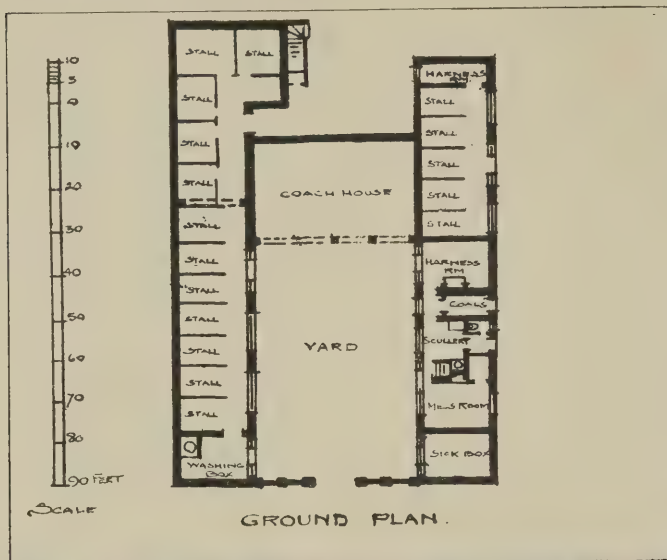 10
5
0
10
20
30
40
50
60
70
80
90 FEET
SCALE
STALL
STALL
STALL
STALL
STALL
STALL
STALL
STALL
STALL
STALL
STALL
STALL
WASHING
BOX
COACH HOUSE
YARD
HARNESS
RM
STALL
STALL
STALL
STALL
STALL
HARNESS
RM
COALS
SCULLERY
MESS ROOM
SICK BOX
GROUND PLAN.